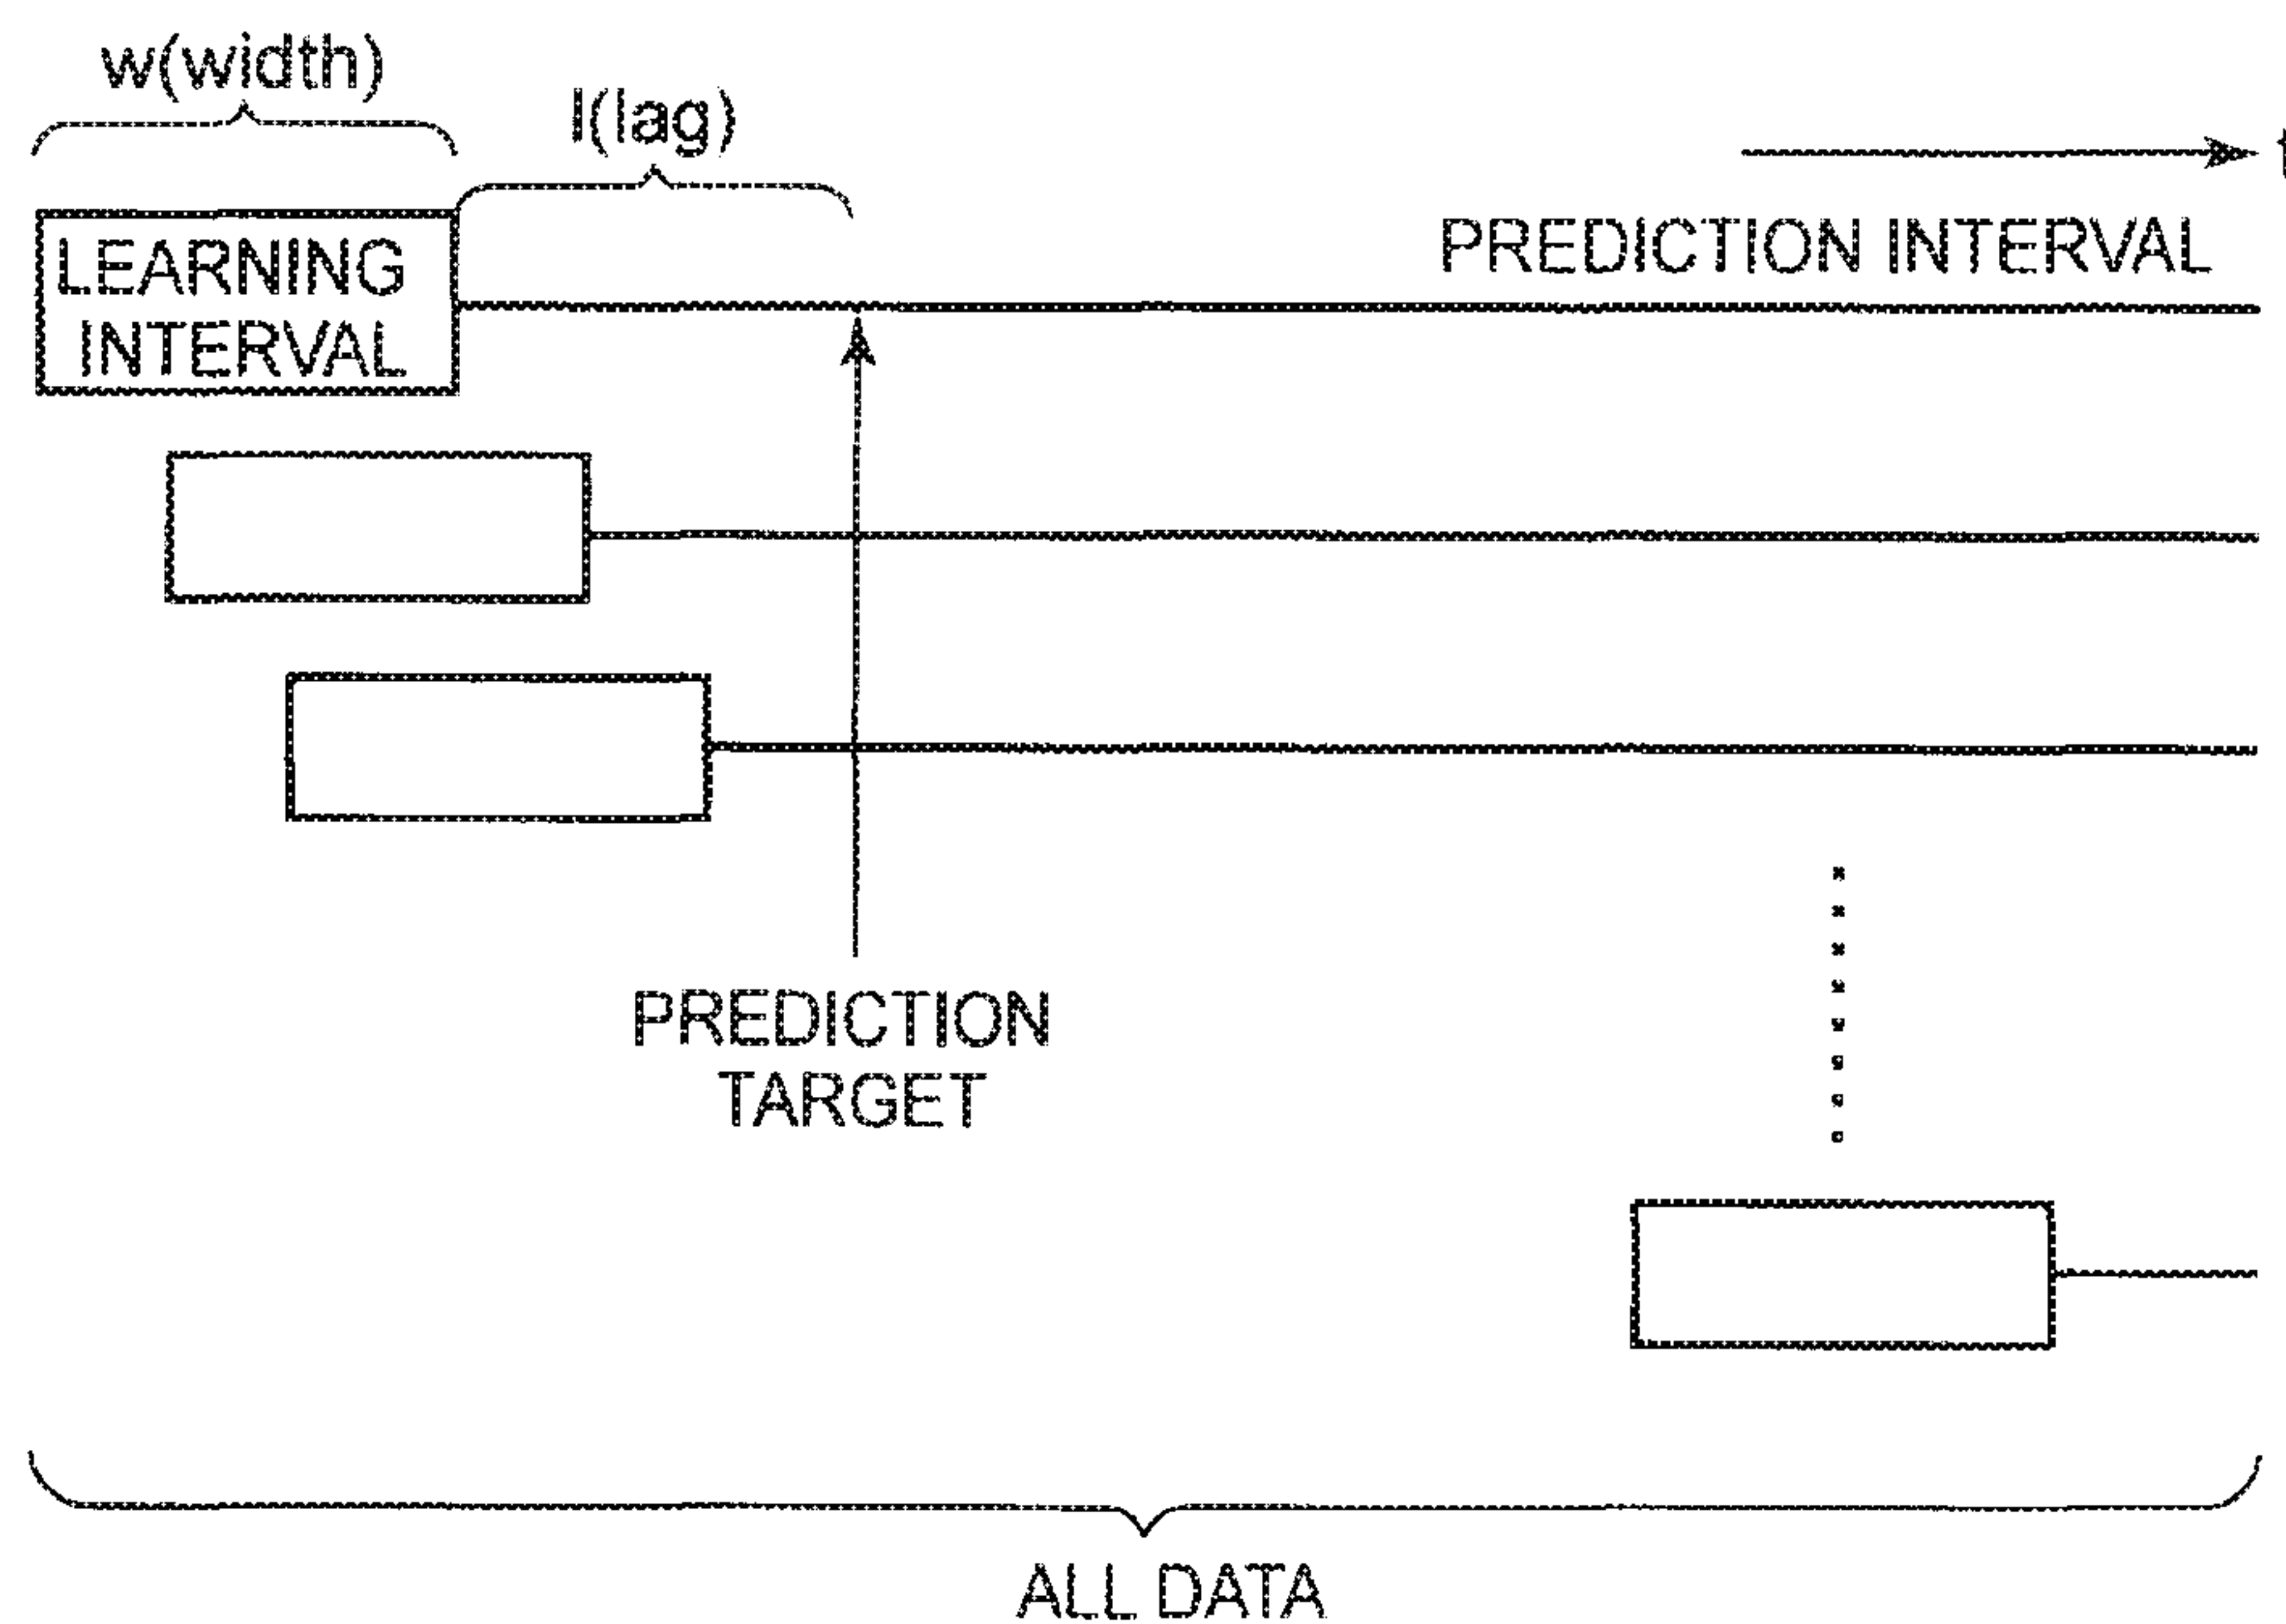 w(width)
l(lag)
t
PREDICTION INTERVAL
LEARNING
INTERVAL
PREDICTION
TARGET
ALL DATA